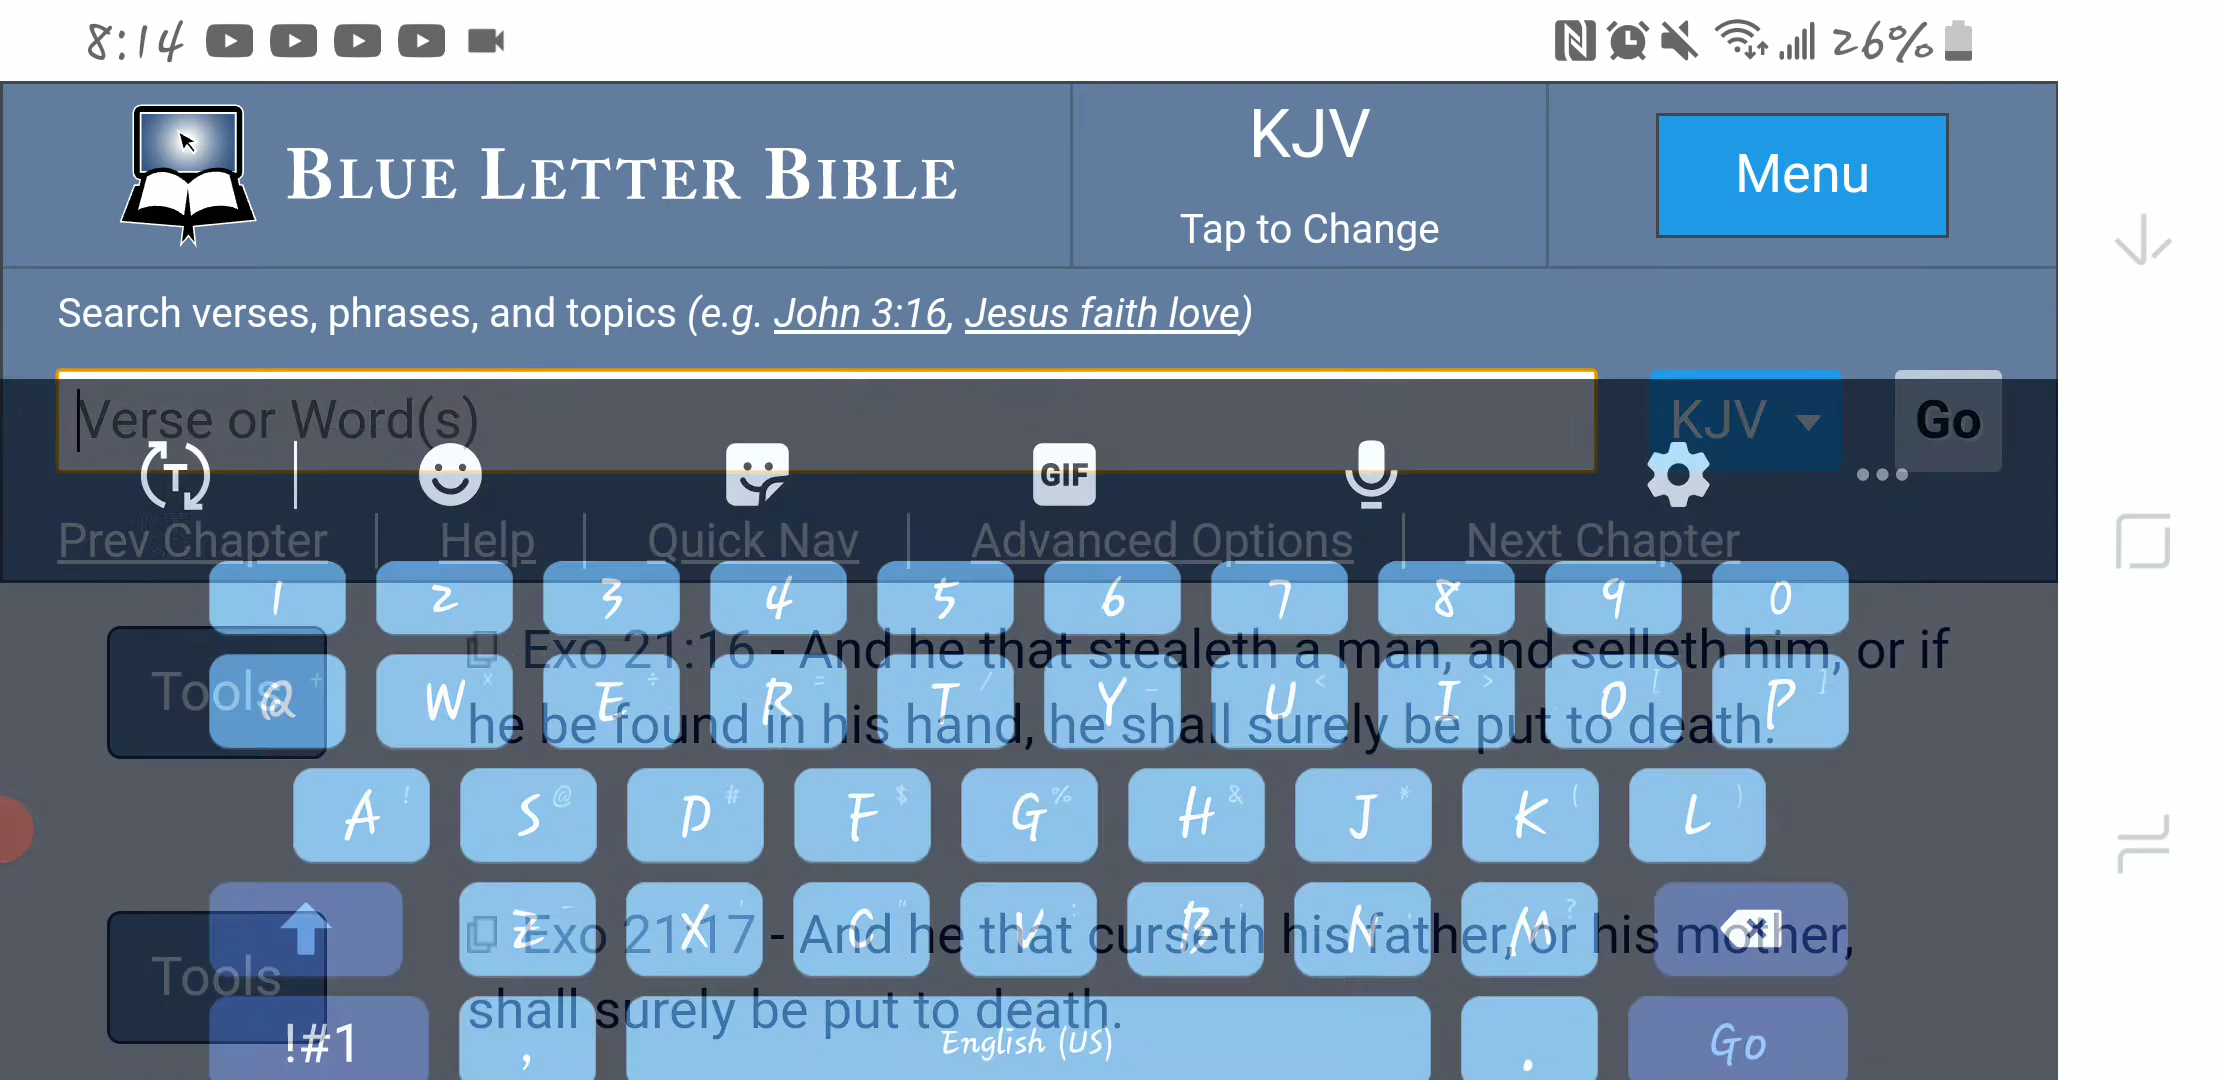 8:14 26%
BLUE LETTER BIBLE
KJV
Tap to Change
Menu
Search verses, phrases, and topics (e.g. John 3:16, Jesus faith love)
Verse or Word(s) KJV Go
T GIF
Prev Chapter Help Quick Nav Advanced Options Next Chapter
1 2 3 4 5 6 7 8 9 0
Tools Exo 21:16 - And he that stealeth a man, and selleth him, or if
he be found in his hand, he shall surely be put to death.
Q + W × E ÷ R = T / Y _ U < I > O [ P ]
A ! S @ D # F $ G % H & J * K ( L )
Tools Exo 21:17 - And he that curseth his father, or his mother,
shall surely be put to death.
Z - X ' C " V : B ; N , M ?
!#1 , English (US) . Go